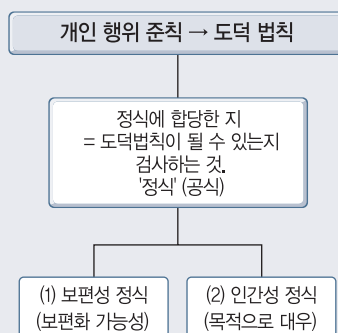 개인 행위 준칙 → 도덕 법칙
정식에 합당한 지
= 도덕법칙이 될 수 있는지
검사하는 것.
'정식' (공식)
(1) 보편성 정식
(보편화 가능성)
(2) 인간성 정식
(목적으로 대우)